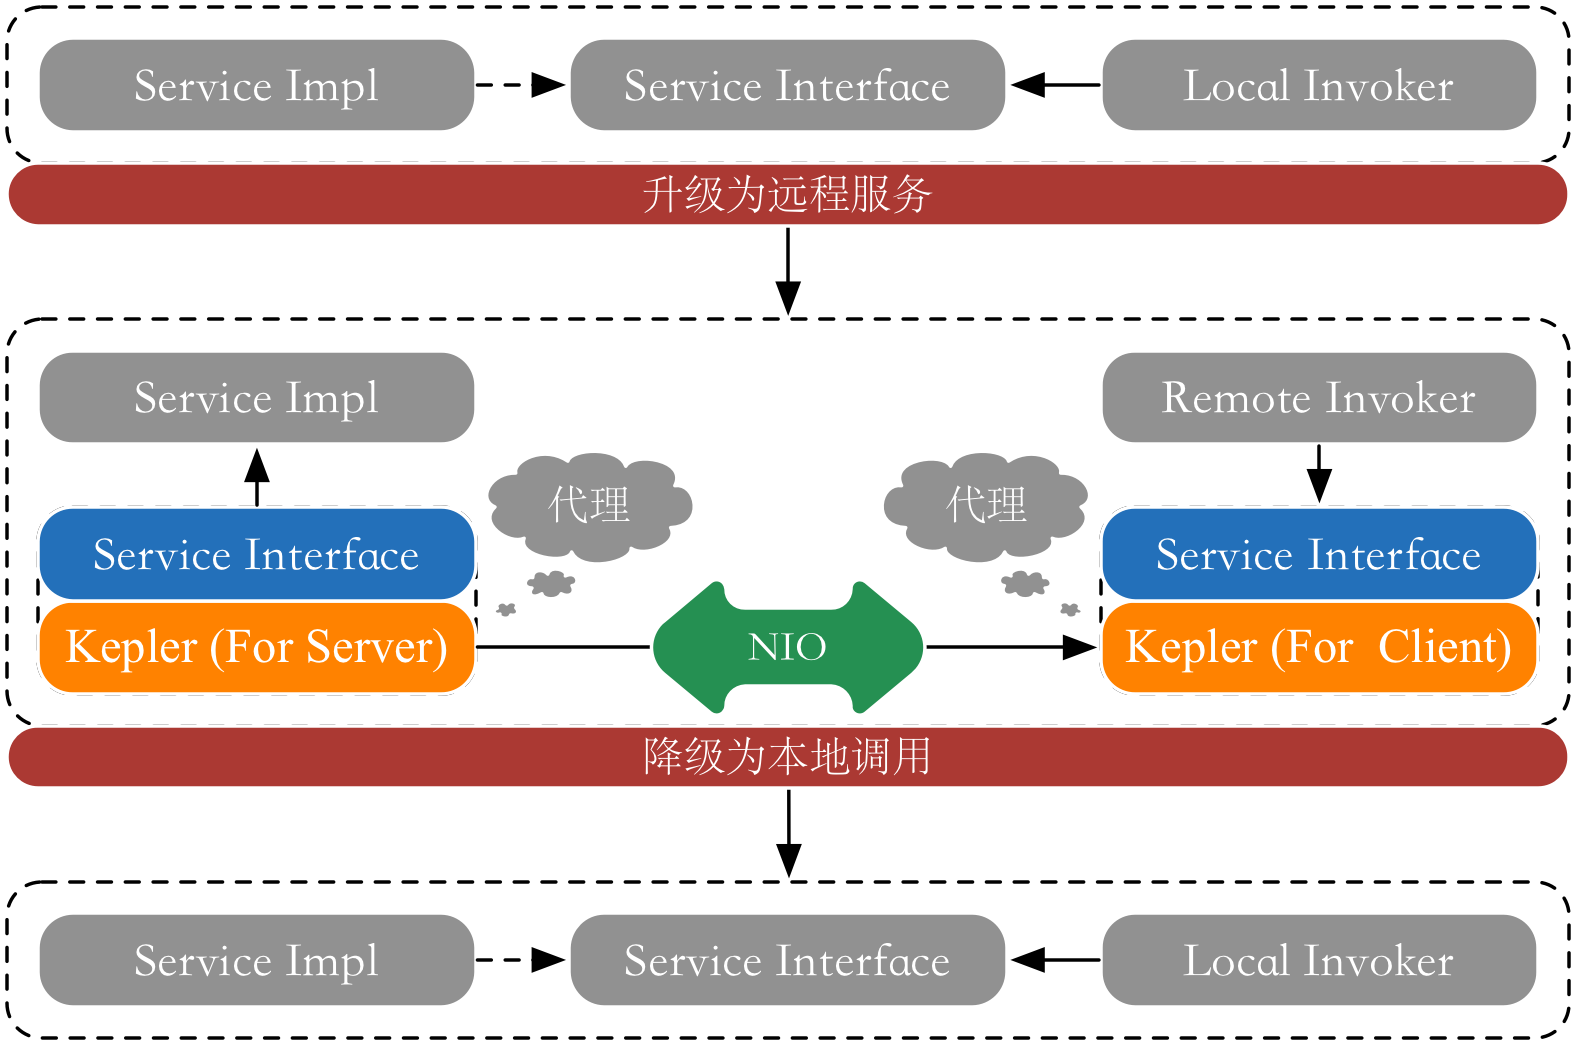 Service Impl
Service Interface
Local Invoker
升级为远程服务
Service Impl
Remote Invoker
代理
代理
Service Interface
Service Interface
Kepler (For Server)
NIO
Kepler (For  Client)
降级为本地调用
Service Impl
Service Interface
Local Invoker